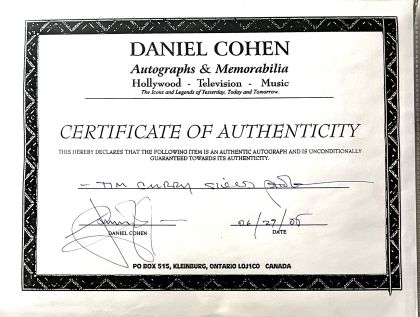 DANIEL COHEN
Autographs & Memorabilia
Hollywood - Television - Music
The Icons and Legends of Yesterday, Today and Tomorrow.
CERTIFICATE OF AUTHENTICITY
THIS HEREBY DECLARES THAT THE FOLLOWING ITEM IS AN AUTHENTIC AUTOGRAPH AND IS UNCONDITIONALLY
GUARANTEED TOWARDS ITS AUTHENTICITY.
- TIM CURRY
06/27/05
DANIEL COHEN
DATE
PO BOX 515, KLEINBURG, ONTARIO LOJ1CO CANADA